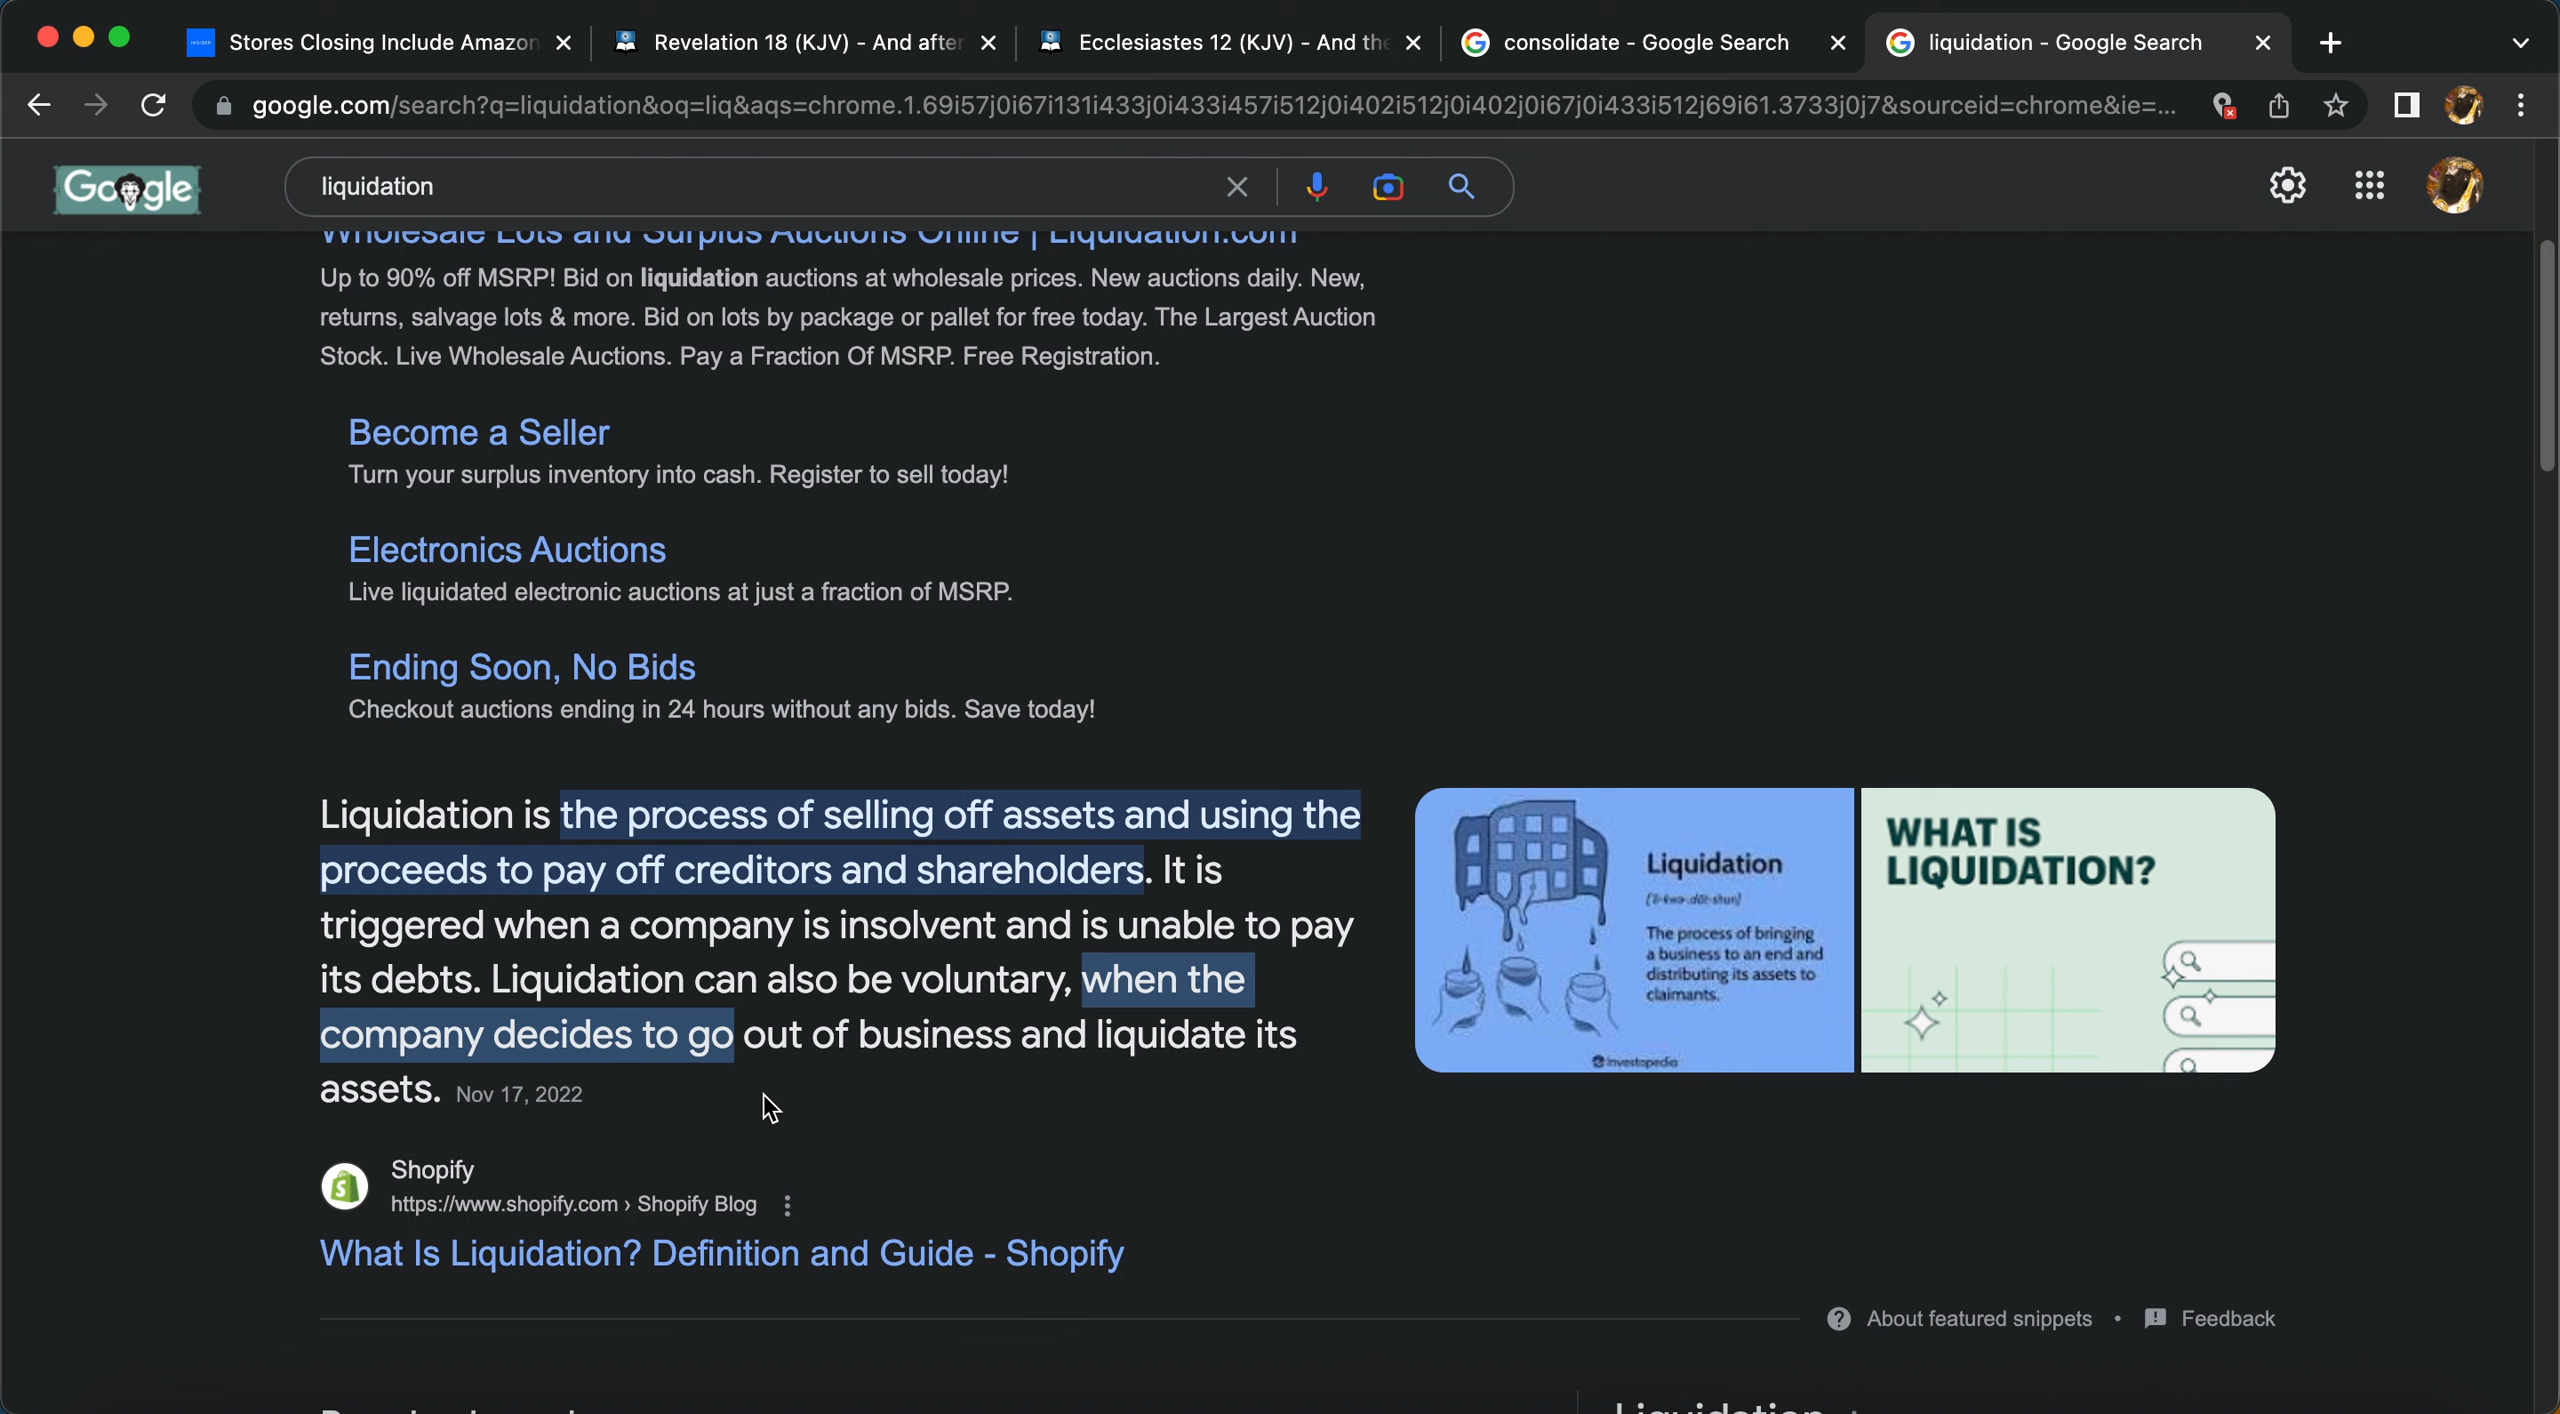 Stores Closing Include Amazon
Revelation 18 (KJV) - And after
Ecclesiastes 12 (KJV) - And the
consolidate - Google Search
liquidation - Google Search
google.com/search?q=liquidation&oq=liq&aqs=chrome.1.69i57j0i67i131i433j0i433i457i512j0i402i512j0i402j0i67j0i433i512j69i61.3733j0j7&sourceid=chrome&ie=...
Google
liquidation
Wholesale Lots and Surplus Auctions Online | Liquidation.com
Up to 90% off MSRP! Bid on liquidation auctions at wholesale prices. New auctions daily. New,
returns, salvage lots & more. Bid on lots by package or pallet for free today. The Largest Auction
Stock. Live Wholesale Auctions. Pay a Fraction Of MSRP. Free Registration.
Become a Seller
Turn your surplus inventory into cash. Register to sell today!
Electronics Auctions
Live liquidated electronic auctions at just a fraction of MSRP.
Ending Soon, No Bids
Checkout auctions ending in 24 hours without any bids. Save today!
Liquidation is the process of selling off assets and using the
proceeds to pay off creditors and shareholders. It is
triggered when a company is insolvent and is unable to pay
its debts. Liquidation can also be voluntary, when the
company decides to go out of business and liquidate its
assets. Nov 17, 2022
Liquidation
The process of bringing
a business to an end and
distributing its assets to
claimants.
Investopedia
WHAT IS
LIQUIDATION?
Shopify
https://www.shopify.com › Shopify Blog
What Is Liquidation? Definition and Guide - Shopify
About featured snippets • Feedback
Liquidation